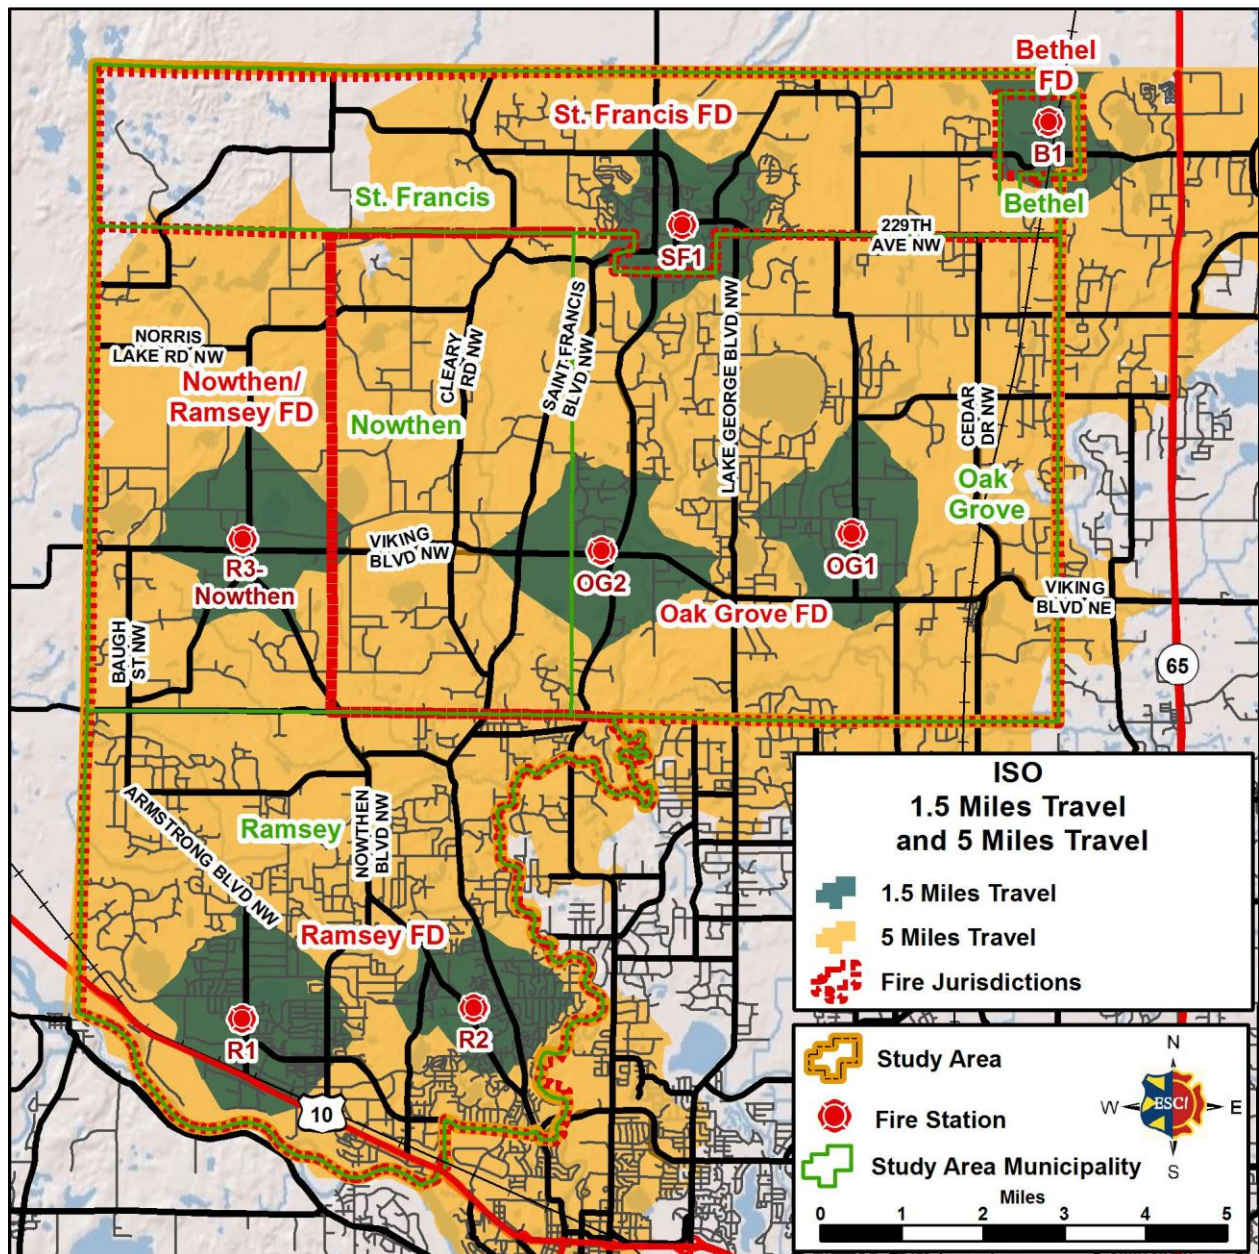 Bethel
FD
St. Francis FD
B1
St. Francis
Bethel
SF1
229TH
AVE NW
NORRIS
LAKE RD NW
CLEARY
RD NW
SAINT FRANCIS
BLVD NW
LAKE GEORGE BLVD NW
Nowthen/
Ramsey FD
Nowthen
CEDAR
DR NW
Oak
Grove
R3-
Nowthen
VIKING
BLVD NW
OG2
OG1
VIKING
BLVD NE
BAUGH
ST NW
Oak Grove FD
65
ARMSTRONG BLVD NW
Ramsey
NOWTHEN
BLVD NW
Ramsey FD
R1
R2
10
ISO
1.5 Miles Travel
and 5 Miles Travel
1.5 Miles Travel
5 Miles Travel
Fire Jurisdictions
Study Area
Fire Station
Study Area Municipality
N
W
ESCI
E
S
Miles
0 1 2 3 4 5